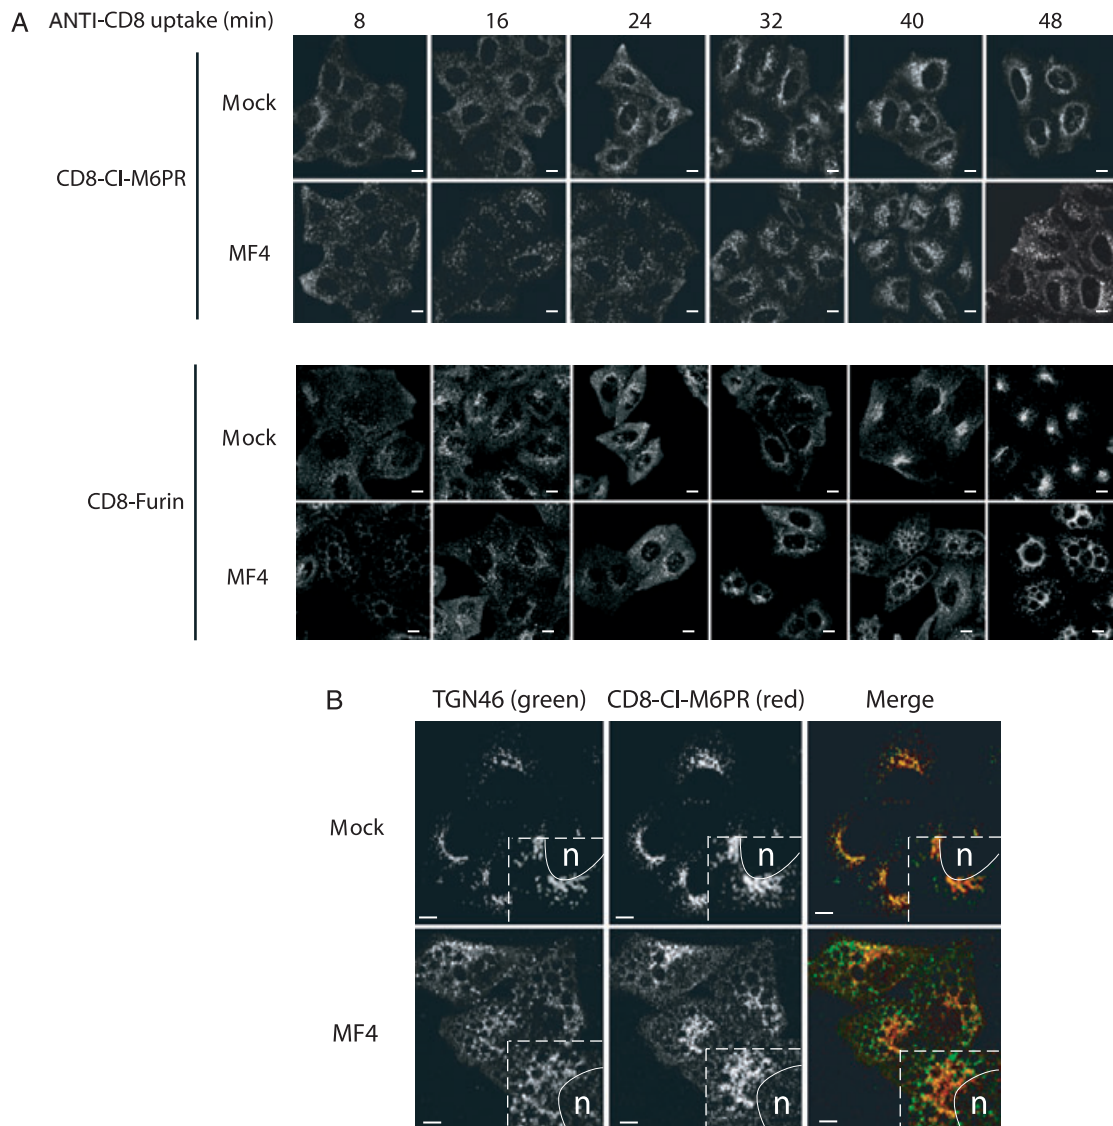 A ANTI-CD8 uptake (min) 8 16 24 32 40 48
Mock
CD8-CI-M6PR
MF4
Mock
CD8-Furin
MF4
B TGN46 (green) CD8-CI-M6PR (red) Merge
Mock
n n n
MF4
n n n